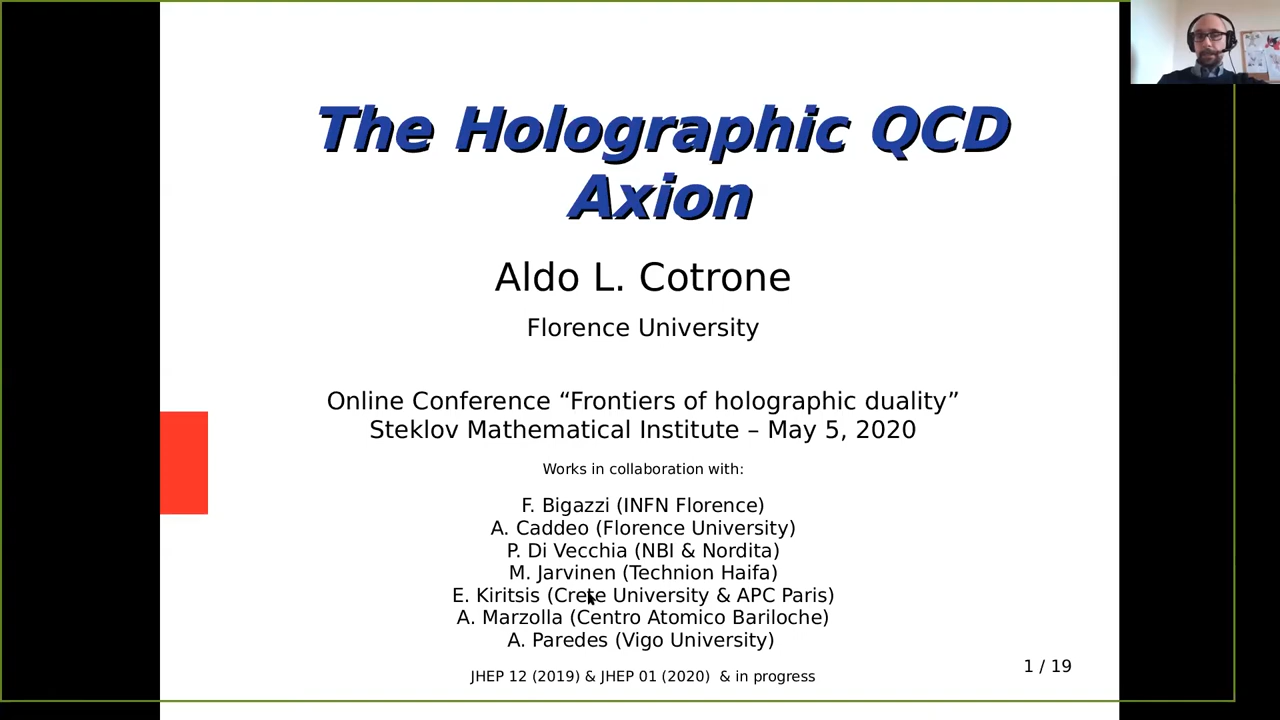 The Holographic QCD
Axion
Aldo L. Cotrone
Florence University
Online Conference “Frontiers of holographic duality”
Steklov Mathematical Institute – May 5, 2020
Works in collaboration with:
F. Bigazzi (INFN Florence)
A. Caddeo (Florence University)
P. Di Vecchia (NBI & Nordita)
M. Jarvinen (Technion Haifa)
E. Kiritsis (Crete University & APC Paris)
A. Marzolla (Centro Atomico Bariloche)
A. Paredes (Vigo University)
JHEP 12 (2019) & JHEP 01 (2020) & in progress
1 / 19